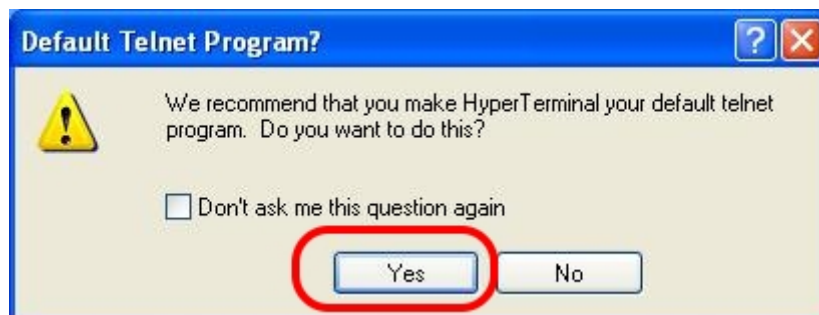 Default Telnet Program?
We recommend that you make HyperTerminal your default telnet
program. Do you want to do this?
Don't ask me this question again
Yes No